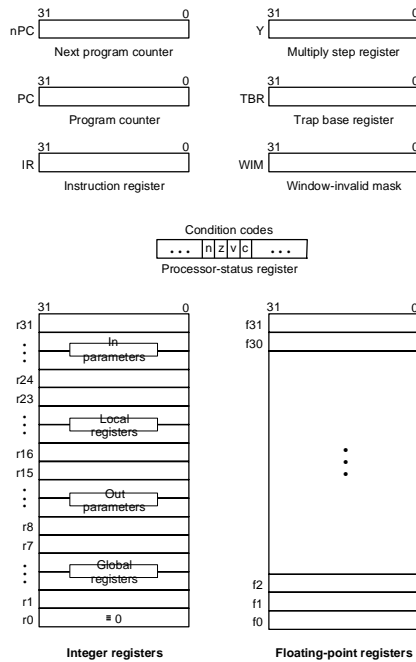 31 0
nPC
Next program counter
31 0
Y
Multiply step register
31 0
PC
Program counter
31 0
TBR
Trap base register
31 0
IR
Instruction register
31 0
WIM
Window-invalid mask
Condition codes
... n z v c ...
Processor-status register
31 0
r31
In
parameters
r24
r23
Local
registers
r16
r15
Out
parameters
r8
r7
Global
registers
r1
r0 ≡ 0
Integer registers
31 0
f31
f30
f2
f1
f0
Floating-point registers